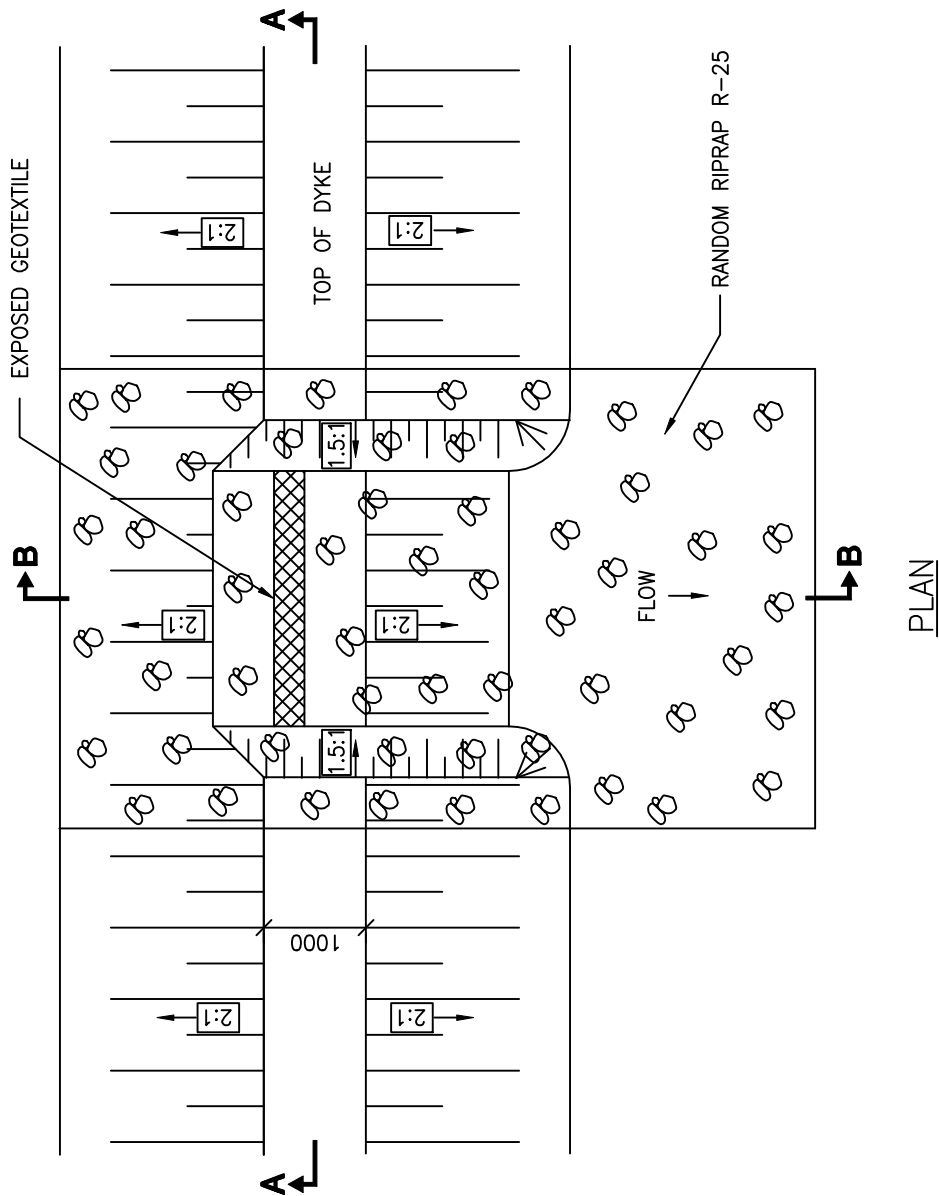 EXPOSED GEOTEXTILE
A
A
TOP OF DYKE
2:1
2:1
2:1
2:1
2:1
2:1
1.5:1
1.5:1
1000
B
B
FLOW
RANDOM RIPRAP R-25
PLAN